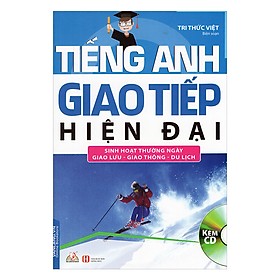 TRI THỨC VIỆT
Biên soạn
TIẾNG ANH
GIAO TIẾP
HIỆN ĐẠI
SINH HOẠT THƯỜNG NGÀY
GIAO LƯU - GIAO THÔNG - DU LỊCH
KÈM
CD